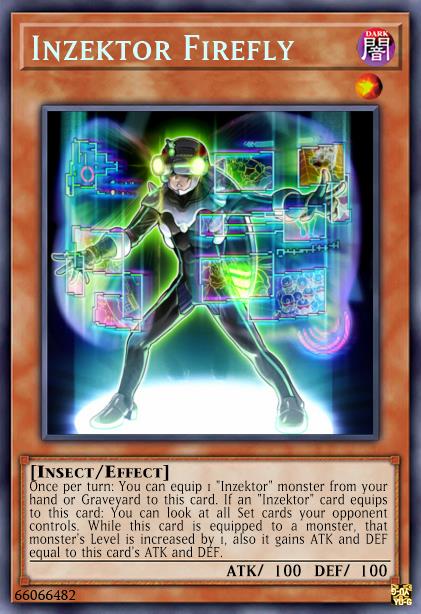 Inzektor Firefly
DARK
闇
[Insect/Effect]
Once per turn: You can equip 1 "Inzektor" monster from your
hand or Graveyard to this card. If an "Inzektor" card equips
to this card: You can look at all Set cards your opponent
controls. While this card is equipped to a monster, that
monster's Level is increased by 1, also it gains ATK and DEF
equal to this card's ATK and DEF.
ATK/ 100 DEF/ 100
66066482